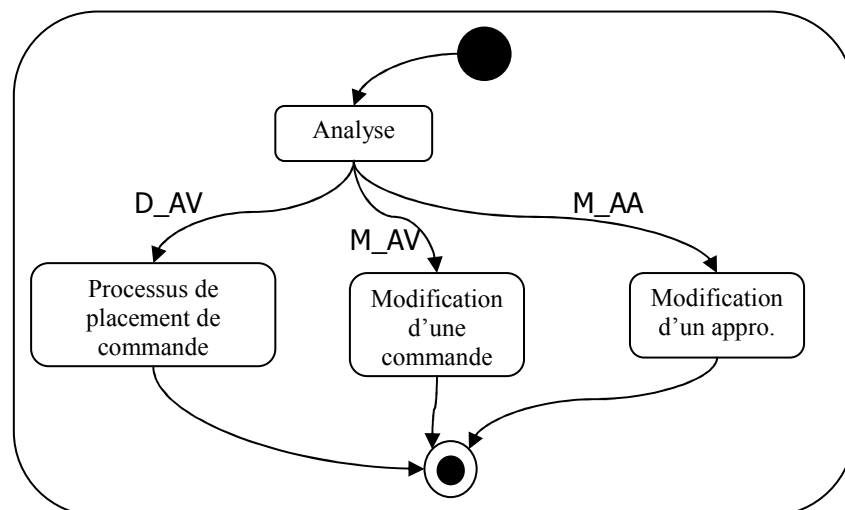 Analyse
D_AV
M_AV
M_AA
Processus de
placement de
commande
Modification
d’une
commande
Modification
d’un appro.